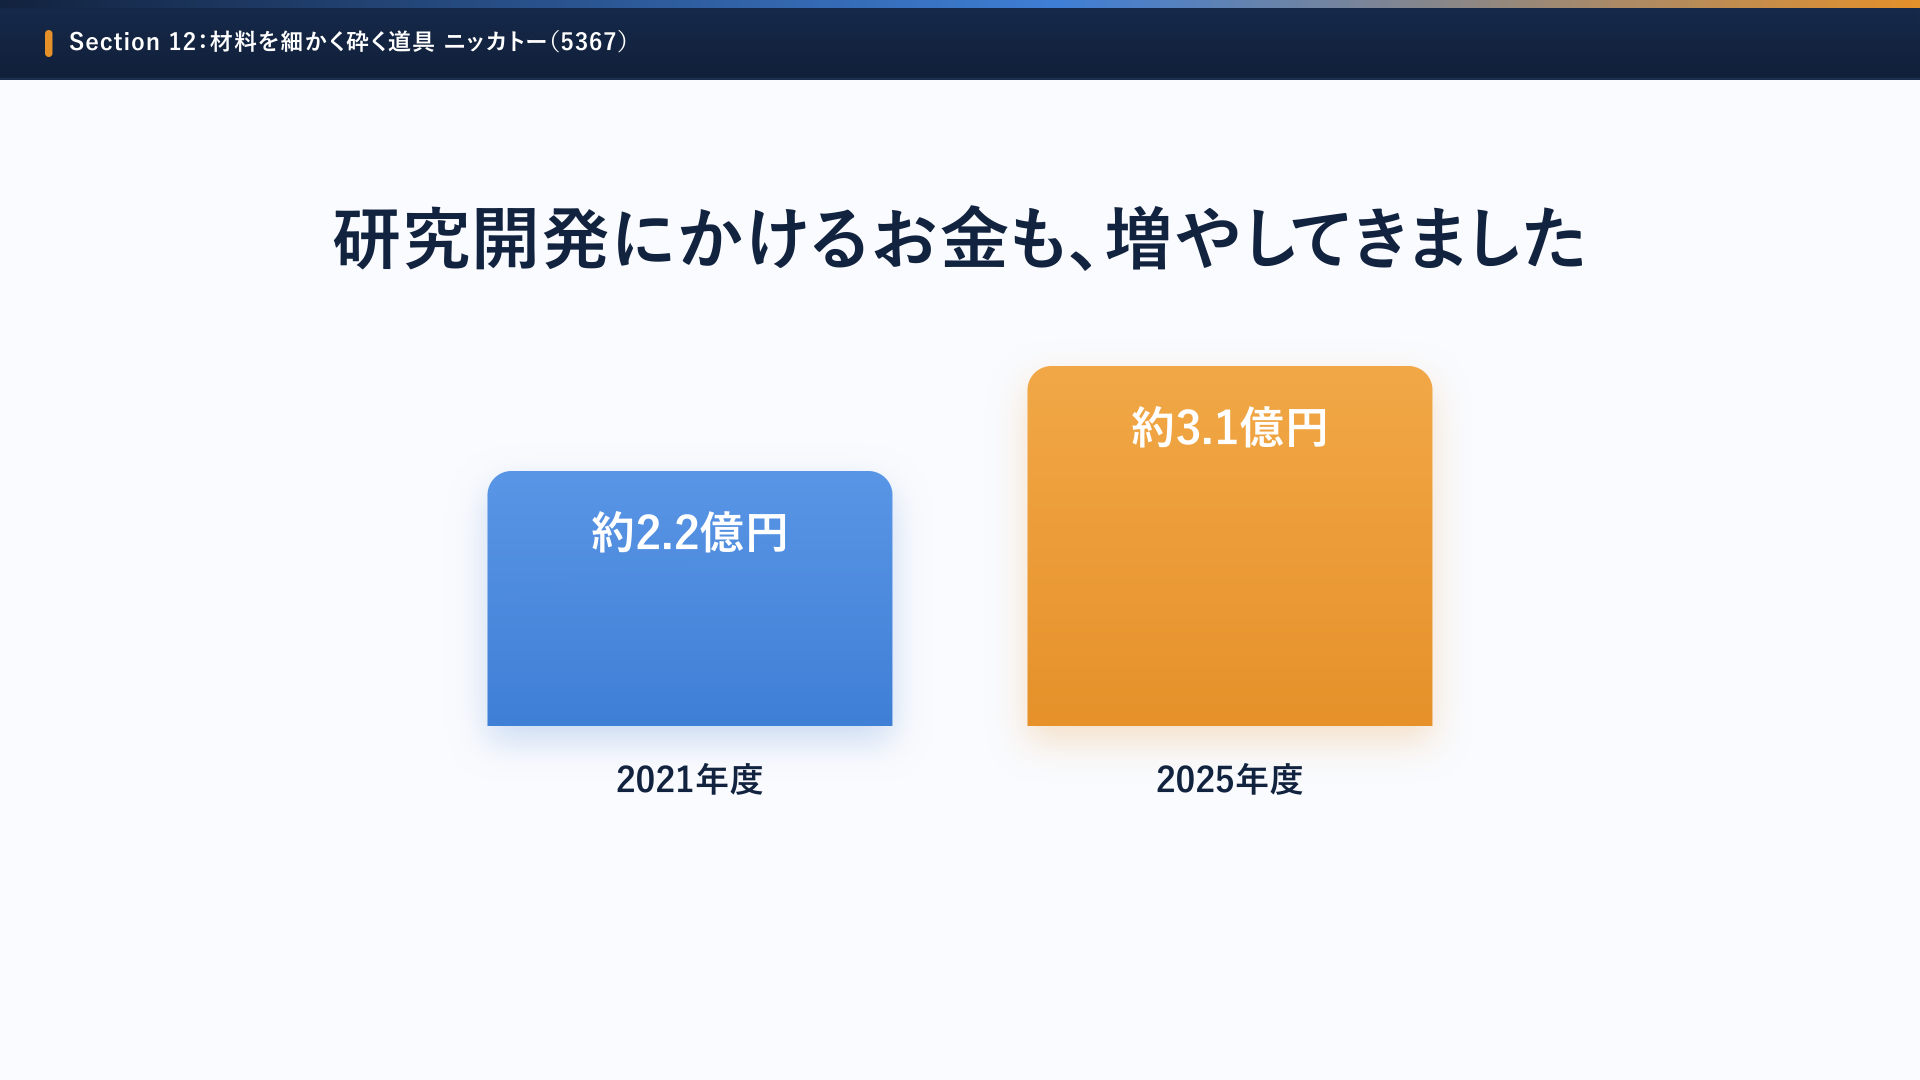 Section 12：材料を細かく砕く道具 ニッカトー（5367）
研究開発にかけるお金も、増やしてきました
約3.1億円
約2.2億円
2021年度
2025年度